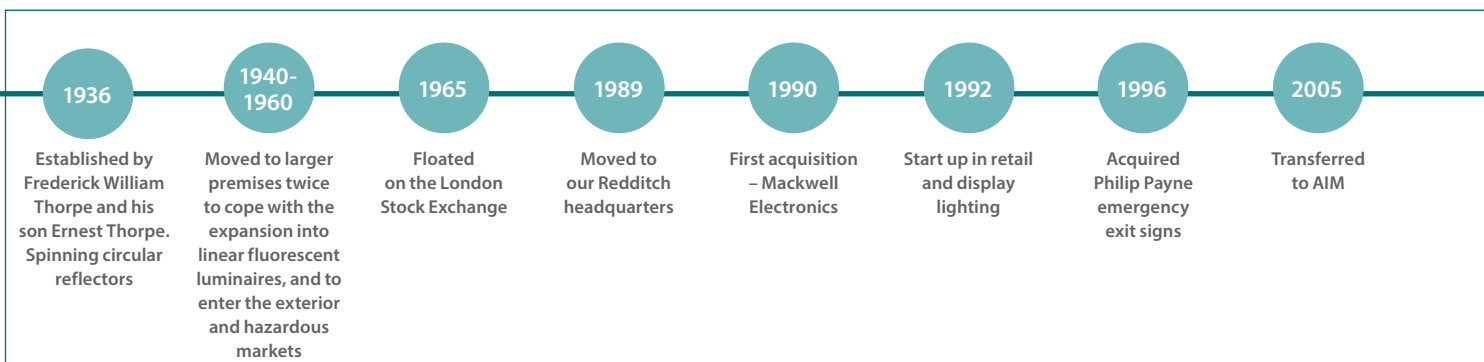 1936
Established by
Frederick William
Thorpe and his
son Ernest Thorpe.
Spinning circular
reflectors
1940-
1960
Moved to larger
premises twice
to cope with the
expansion into
linear fluorescent
luminaires, and to
enter the exterior
and hazardous
markets
1965
Floated
on the London
Stock Exchange
1989
Moved to
our Redditch
headquarters
1990
First acquisition
– Mackwell
Electronics
1992
Start up in retail
and display
lighting
1996
Acquired
Philip Payne
emergency
exit signs
2005
Transferred
to AIM